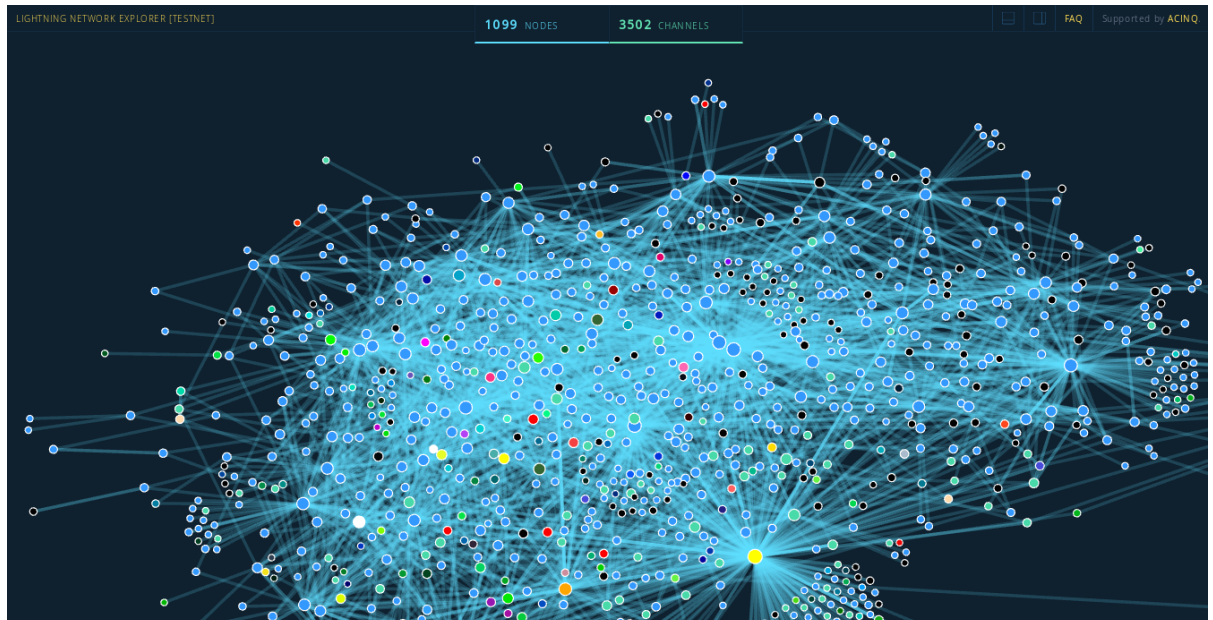 LIGHTNING NETWORK EXPLORER [TESTNET]
1099 NODES
3502 CHANNELS
FAQ
Supported by ACINQ.